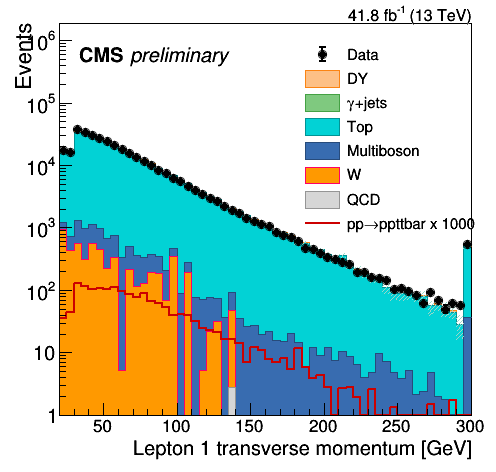 41.8 fb⁻¹ (13 TeV)
Events
CMS preliminary
Data
DY
γ+jets
Top
Multiboson
W
QCD
pp→ppttbar x 1000
10⁶
10⁵
10⁴
10³
10²
10
1
50 100 150 200 250 300
Lepton 1 transverse momentum [GeV]